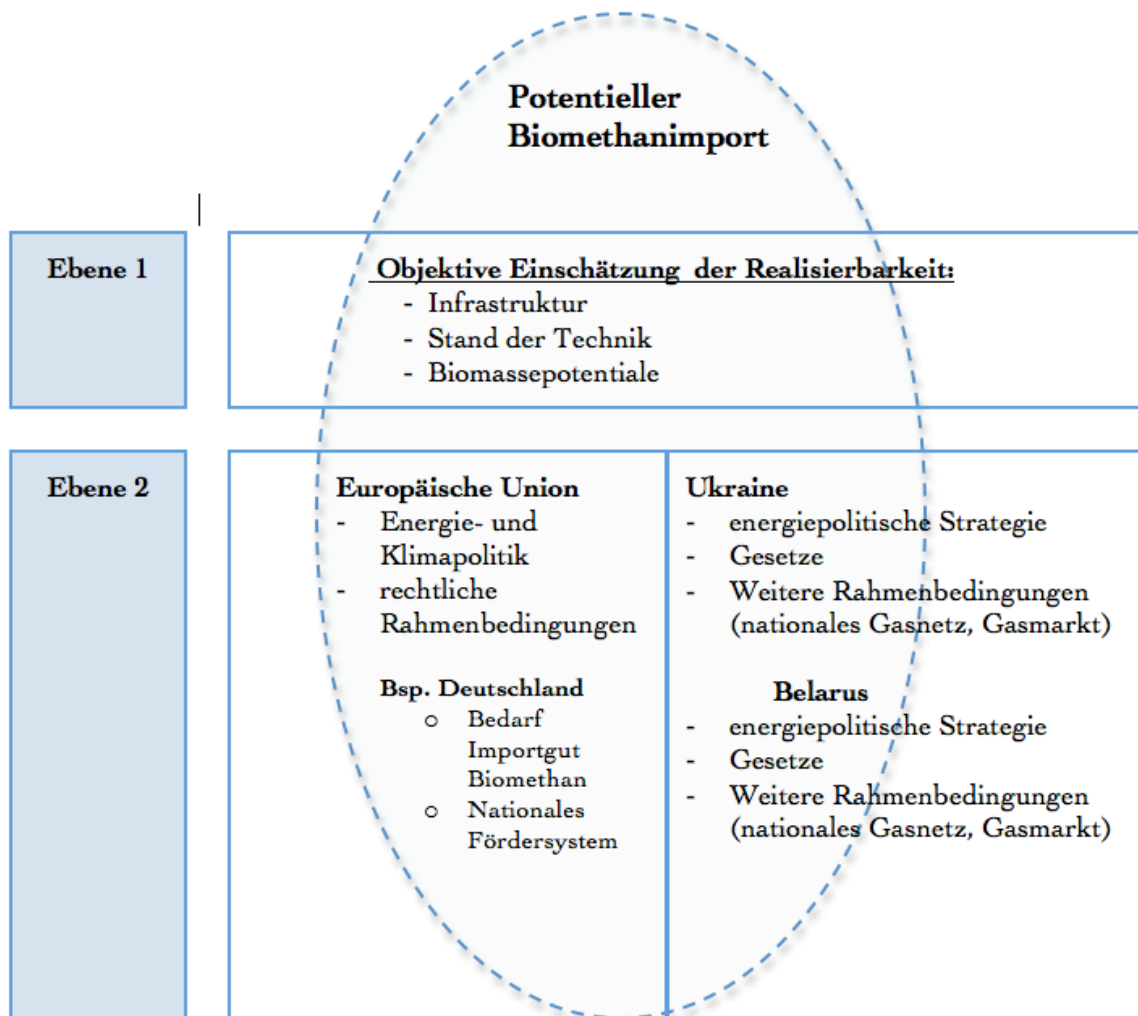 Potentieller
Biomethanimport
Ebene 1
Objektive Einschätzung der Realisierbarkeit:
- Infrastruktur
- Stand der Technik
- Biomassepotentiale
Ebene 2
Europäische Union
- Energie- und
Klimapolitik
- rechtliche
Rahmenbedingungen
Bsp. Deutschland
o Bedarf
Importgut
Biomethan
o Nationales
Fördersystem
Ukraine
- energiepolitische Strategie
- Gesetze
- Weitere Rahmenbedingungen
(nationales Gasnetz, Gasmarkt)
Belarus
- energiepolitische Strategie
- Gesetze
- Weitere Rahmenbedingungen
(nationales Gasnetz, Gasmarkt)